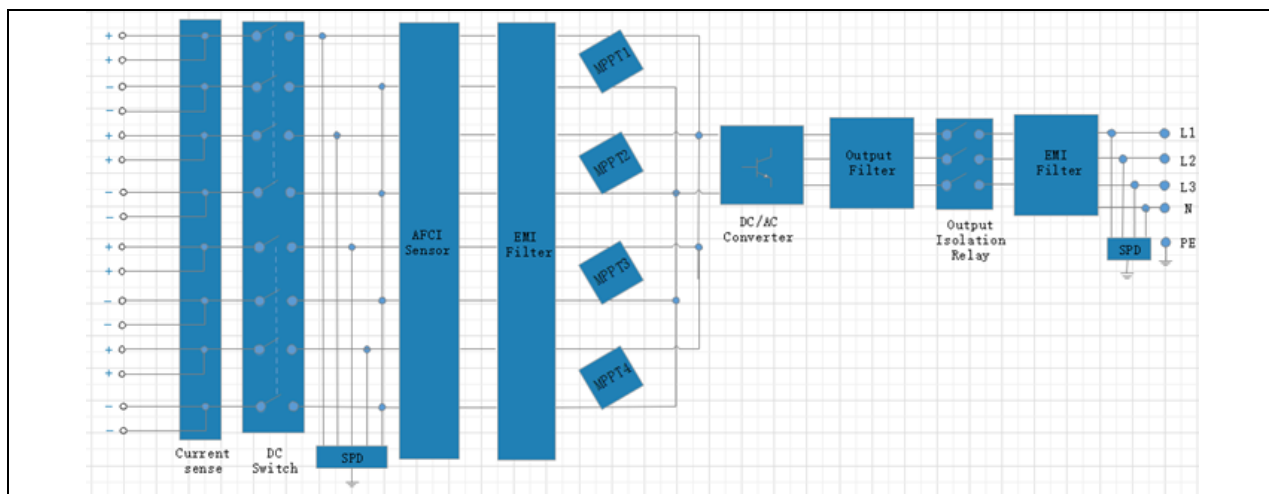 +
+
−
−
+
+
−
−
+
+
−
−
+
+
−
−
Current
sense
DC
Switch
SPD
AFCI
Sensor
EMI
Filter
MPPT1
MPPT2
MPPT3
MPPT4
DC/AC
Converter
Output
Filter
Output
Isolation
Relay
EMI
Filter
SPD
L1
L2
L3
N
PE